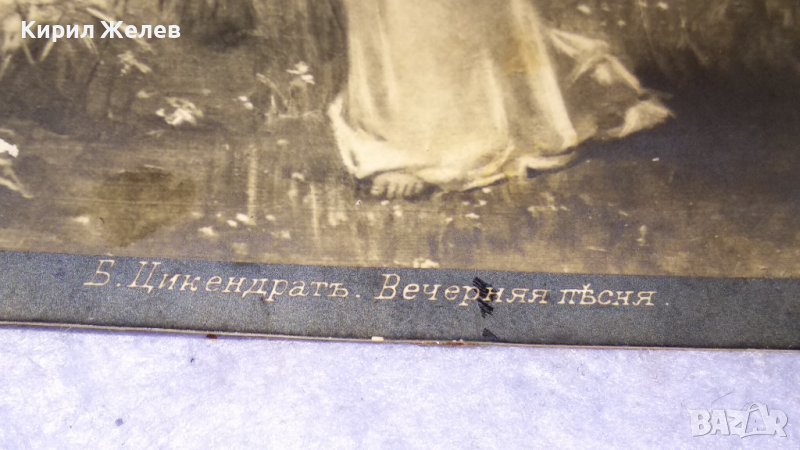 Кирил Желев
Б. Цикендратъ. Вечерняя пѣсня.
BAZAR